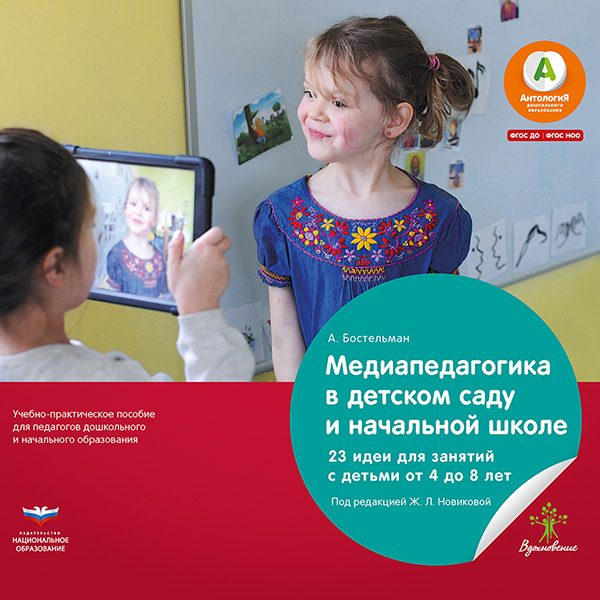 АнтологиЯ
ДОШКОЛЬНОГО
ОБРАЗОВАНИЯ
ФГОС ДО | ФГОС НОО
А. Бостельман
Медиапедагогика
в детском саду
и начальной школе
23 идеи для занятий
с детьми от 4 до 8 лет
Под редакцией Ж. Л. Новиковой
Учебно-практическое пособие
для педагогов дошкольного
и начального образования
ИЗДАТЕЛЬСТВО
НАЦИОНАЛЬНОЕ
ОБРАЗОВАНИЕ
Вдохновение